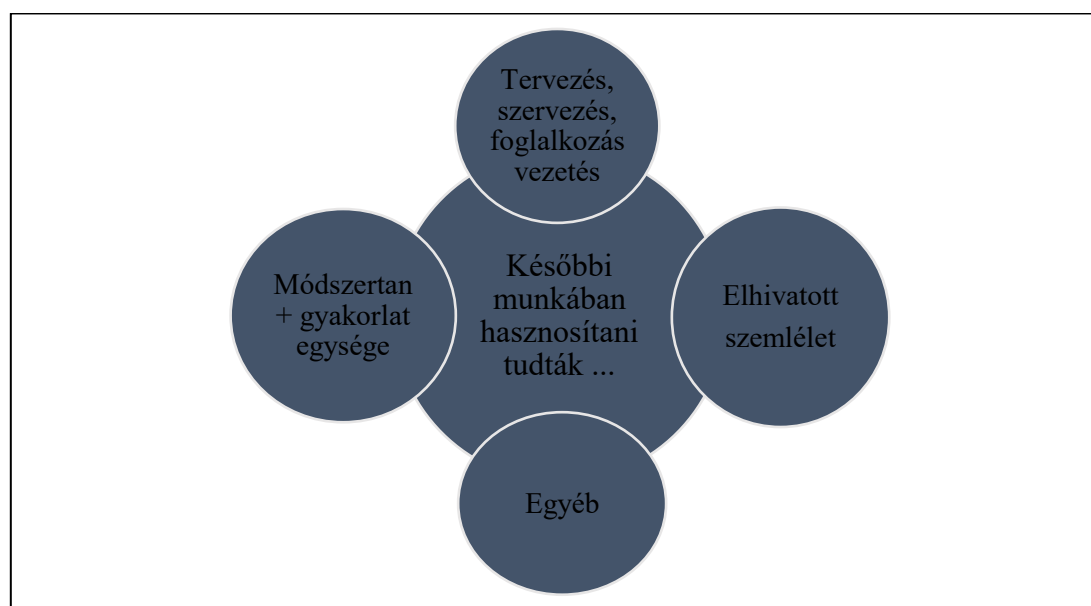 Tervezés,
szervezés,
foglalkozás
vezetés
Módszertan
+ gyakorlat
egysége
Későbbi
munkában
hasznosítani
tudták ...
Elhivatott
szemlélet
Egyéb